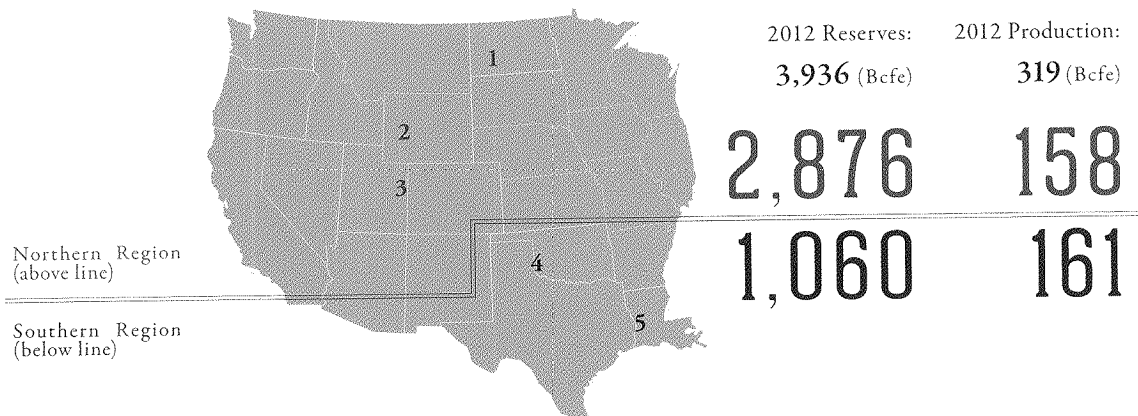 2012 Reserves: 2012 Production:
3,936 (Bcfe) 319 (Bcfe)
1
2
3
2,876 158
Northern Region
(above line)
4
1,060 161
Southern Region
(below line)
5